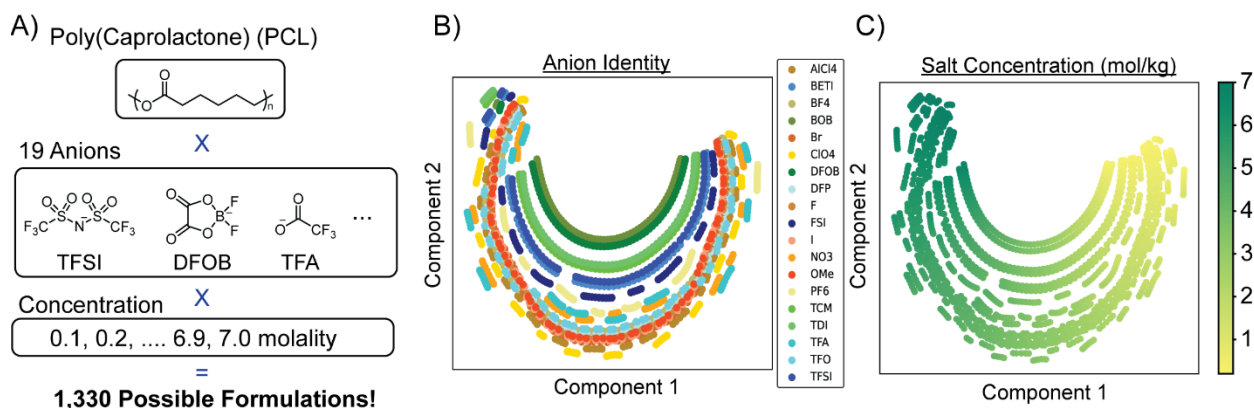 A)
Poly(Caprolactone) (PCL)
O
O
n
X
19 Anions
O O O O
S S
F3C N CF3
TFSI
O O F
B
O O F
DFOB
O
O CF3
TFA
...
X
Concentration
0.1, 0.2, .... 6.9, 7.0 molality
=
1,330 Possible Formulations!
B)
Anion Identity
Component 2
Component 1
AlCl4
BETI
BF4
BOB
Br
ClO4
DFOB
DFP
F
FSI
I
NO3
OMe
PF6
TCM
TDI
TFA
TFO
TFSI
C)
Salt Concentration (mol/kg)
Component 2
Component 1
7
6
5
4
3
2
1